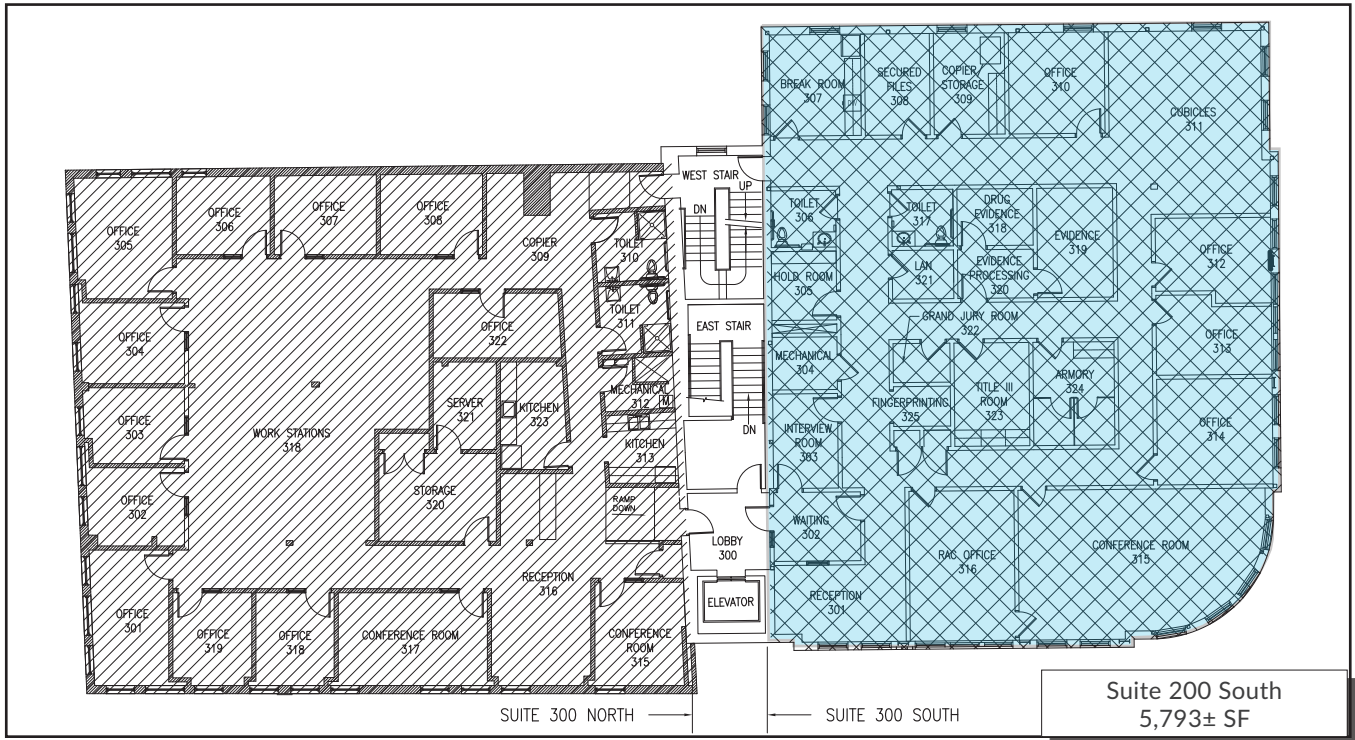 BREAK ROOM
307
DW
SECURED
FILES
308
COPIER
STORAGE
309
OFFICE
310
CUBICLES
311
WEST STAIR
UP
DN
OFFICE
305
OFFICE
306
OFFICE
307
OFFICE
308
COPIER
309
TOILET
310
TOILET
306
TOILET
317
DRUG
EVIDENCE
318
EVIDENCE
319
OFFICE
312
HOLD ROOM
305
LAN
321
EVIDENCE
PROCESSING
320
OFFICE
304
OFFICE
322
TOILET
311
EAST STAIR
GRAND JURY ROOM
322
OFFICE
313
MECHANICAL
304
MECHANICAL
312
M
SERVER
321
KITCHEN
323
ARMORY
324
TITLE III
ROOM
323
FINGERPRINTING
325
OFFICE
303
WORK STATIONS
318
KITCHEN
313
DN
INTERVIEW
ROOM
303
OFFICE
314
OFFICE
302
STORAGE
320
RAMP
DOWN
LOBBY
300
WAITING
302
RAC OFFICE
316
CONFERENCE ROOM
315
RECEPTION
316
ELEVATOR
RECEPTION
301
OFFICE
301
OFFICE
319
OFFICE
318
CONFERENCE ROOM
317
CONFERENCE
ROOM
315
SUITE 300 NORTH
SUITE 300 SOUTH
Suite 200 South
5,793± SF